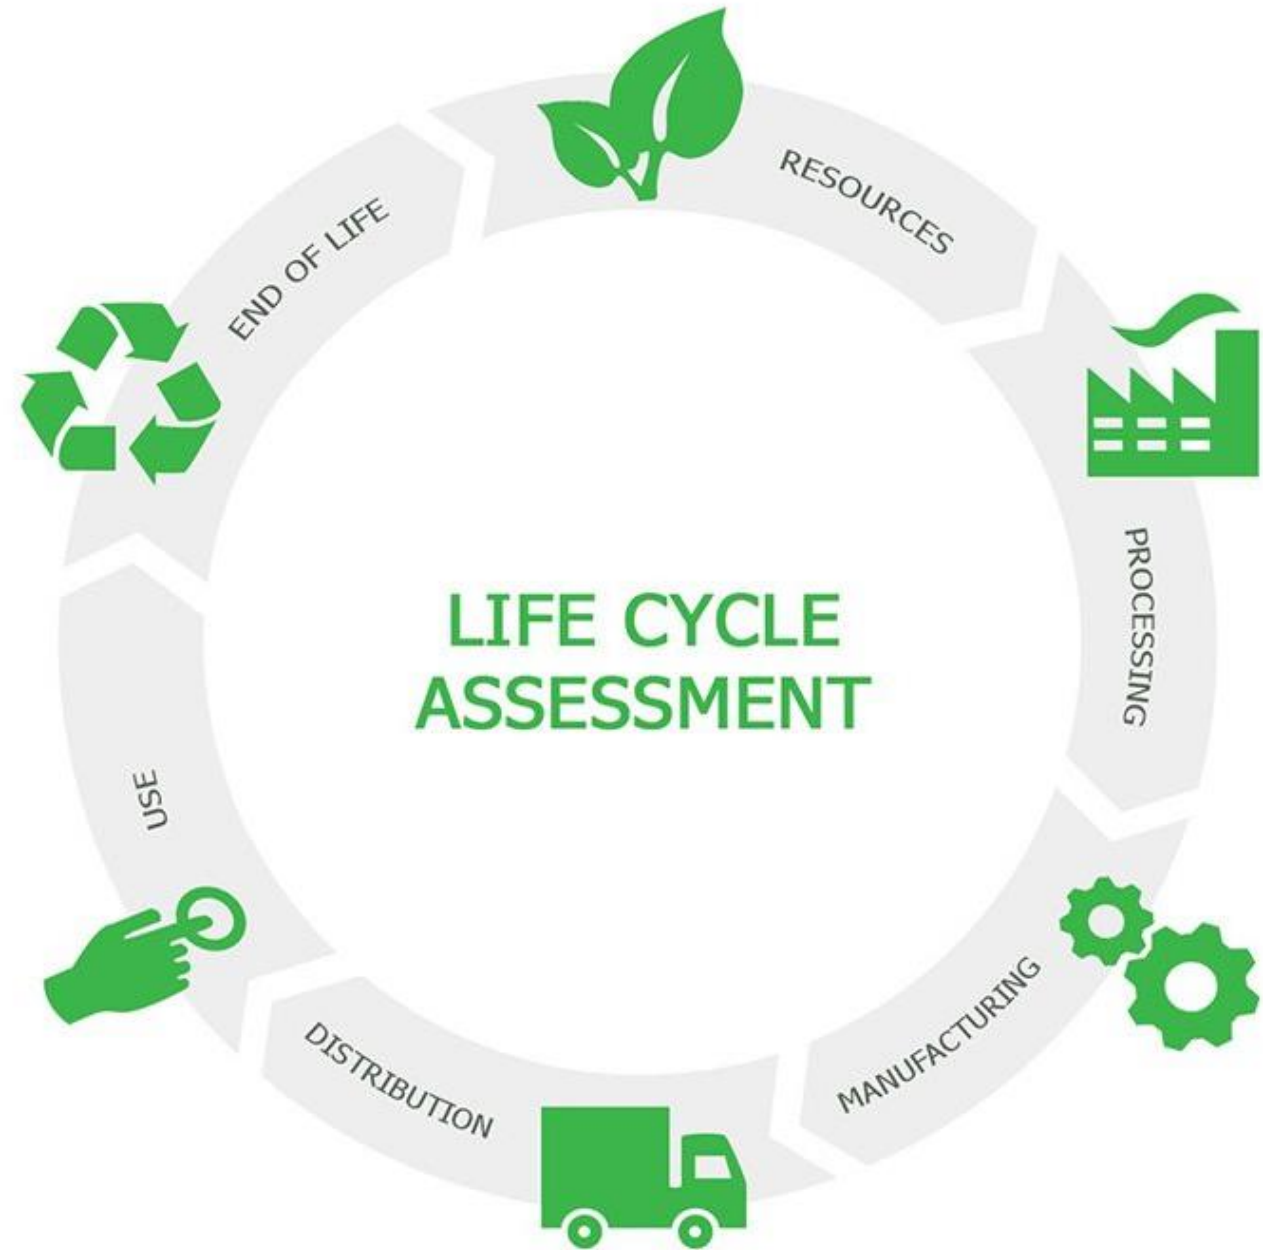 RESOURCES
PROCESSING
MANUFACTURING
DISTRIBUTION
USE
END OF LIFE
LIFE CYCLE
ASSESSMENT